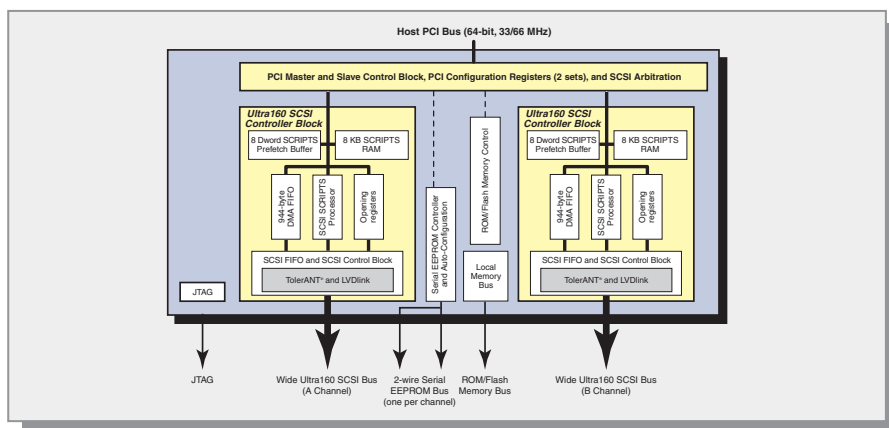 Host PCI Bus (64-bit, 33/66 MHz)
PCI Master and Slave Control Block, PCI Configuration Registers (2 sets), and SCSI Arbitration
Ultra160 SCSI
Controller Block
8 Dword SCRIPTS
Prefetch Buffer
8 KB SCRIPTS
RAM
944-byte
DMA FIFO
SCSI SCRIPTS
Processor
Opening
registers
SCSI FIFO and SCSI Control Block
TolerANT® and LVDlink
Serial EEPROM Controller
and Auto-Configuration
ROM/Flash Memory Control
Local
Memory
Bus
Ultra160 SCSI
Controller Block
8 Dword SCRIPTS
Prefetch Buffer
8 KB SCRIPTS
RAM
944-byte
DMA FIFO
SCSI SCRIPTS
Processor
Opening
registers
SCSI FIFO and SCSI Control Block
TolerANT® and LVDlink
JTAG
JTAG
Wide Ultra160 SCSI Bus
(A Channel)
2-wire Serial
EEPROM Bus
(one per channel)
ROM/Flash
Memory Bus
Wide Ultra160 SCSI Bus
(B Channel)